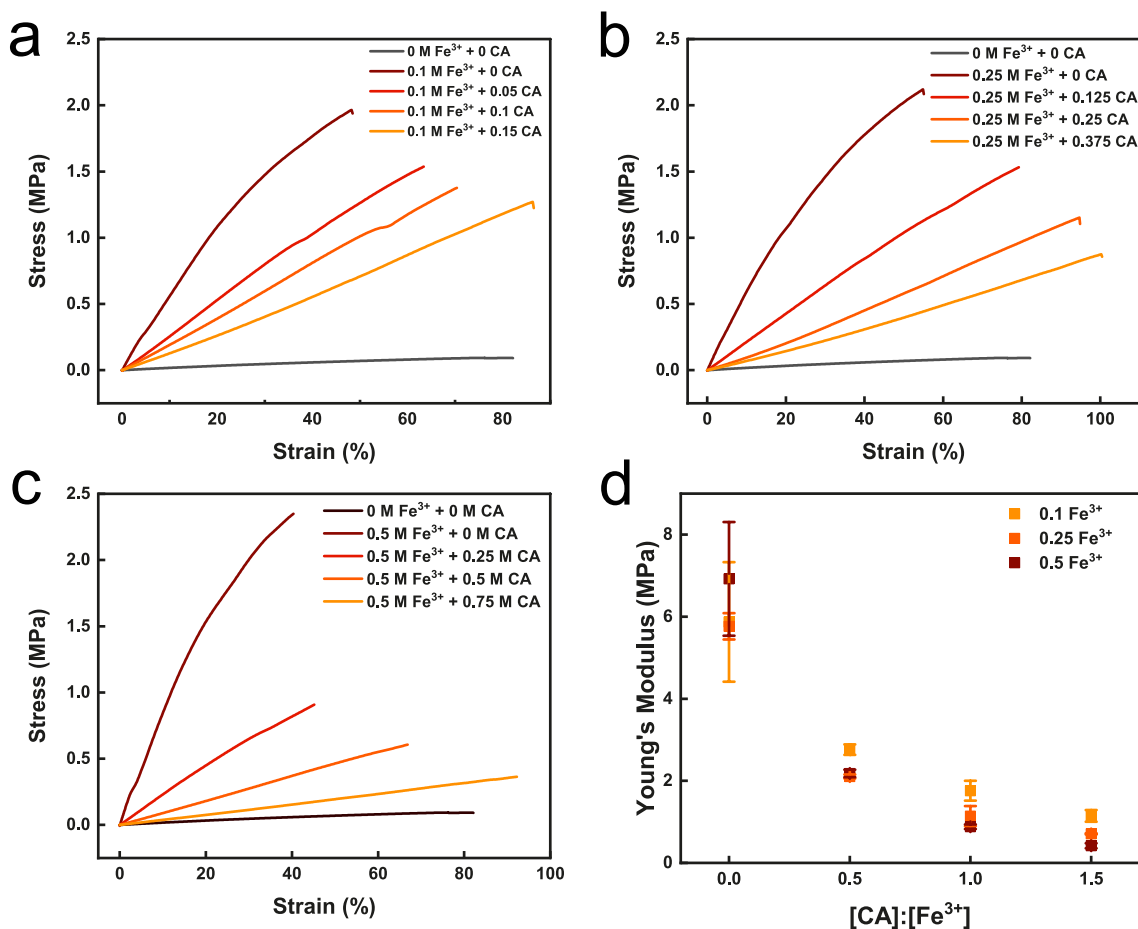 a
2.5
2.0
1.5
1.0
0.5
0.0
Stress (MPa)
0 M Fe³⁺ + 0 CA
0.1 M Fe³⁺ + 0 CA
0.1 M Fe³⁺ + 0.05 CA
0.1 M Fe³⁺ + 0.1 CA
0.1 M Fe³⁺ + 0.15 CA
0 20 40 60 80
Strain (%)
b
2.5
2.0
1.5
1.0
0.5
0.0
Stress (MPa)
0 M Fe³⁺ + 0 CA
0.25 M Fe³⁺ + 0 CA
0.25 M Fe³⁺ + 0.125 CA
0.25 M Fe³⁺ + 0.25 CA
0.25 M Fe³⁺ + 0.375 CA
0 20 40 60 80 100
Strain (%)
c
2.5
2.0
1.5
1.0
0.5
0.0
Stress (MPa)
0 M Fe³⁺ + 0 M CA
0.5 M Fe³⁺ + 0 M CA
0.5 M Fe³⁺ + 0.25 M CA
0.5 M Fe³⁺ + 0.5 M CA
0.5 M Fe³⁺ + 0.75 M CA
0 20 40 60 80 100
Strain (%)
d
8
6
4
2
0
Young's Modulus (MPa)
0.1 Fe³⁺
0.25 Fe³⁺
0.5 Fe³⁺
0.0 0.5 1.0 1.5
[CA]:[Fe³⁺]